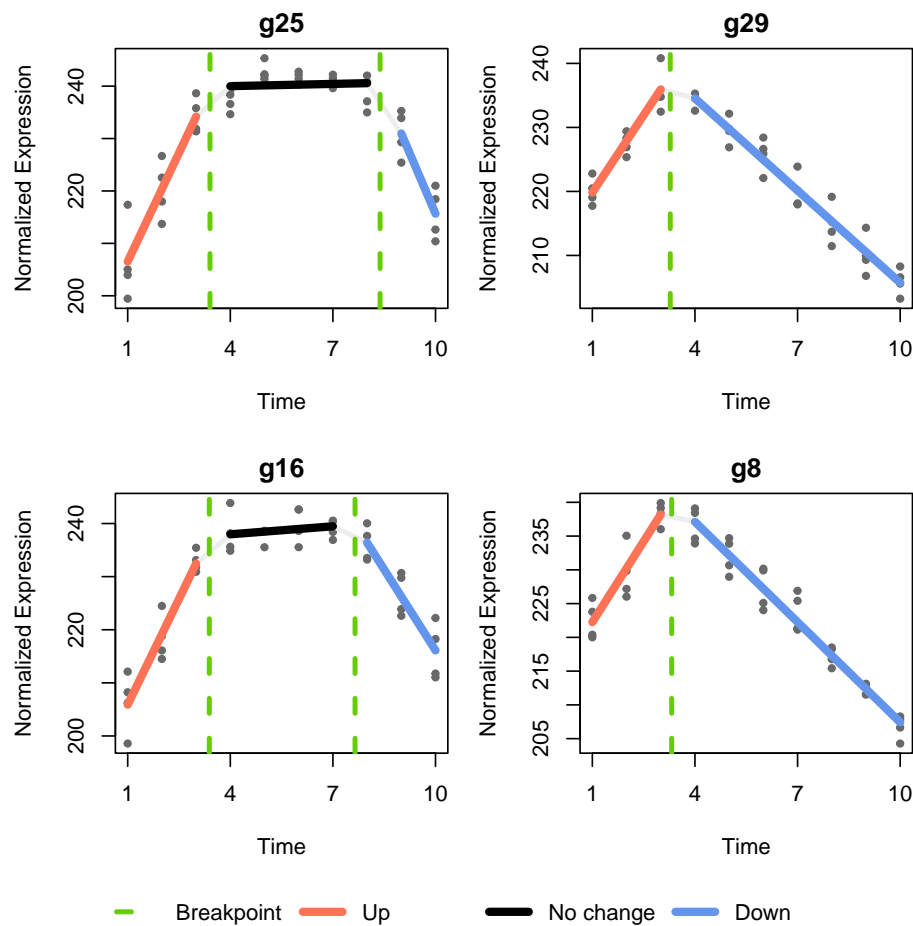 g25
Normalized Expression
240
220
200
1 4 7 10
Time
g29
Normalized Expression
240
230
220
210
1 4 7 10
Time
g16
Normalized Expression
240
220
200
1 4 7 10
Time
g8
Normalized Expression
235
225
215
205
1 4 7 10
Time
Breakpoint Up No change Down